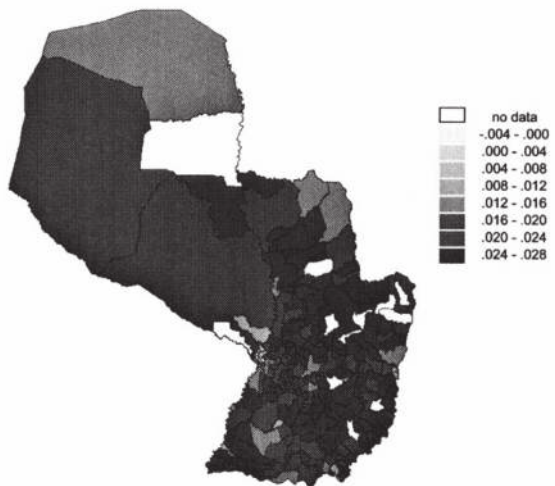 no data
-.004 - .000
.000 - .004
.004 - .008
.008 - .012
.012 - .016
.016 - .020
.020 - .024
.024 - .028